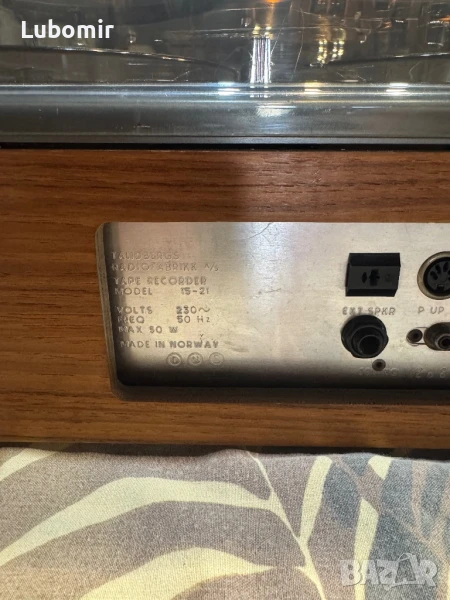 Lubomir
TANDBERGS
RADIOFABRIKK A/S
TAPE RECORDER
MODEL 15-21
VOLTS 230~
FREQ 50 Hz
MAX 50 W
MADE IN NORWAY
EXT SPKR
P UP
BAZAR